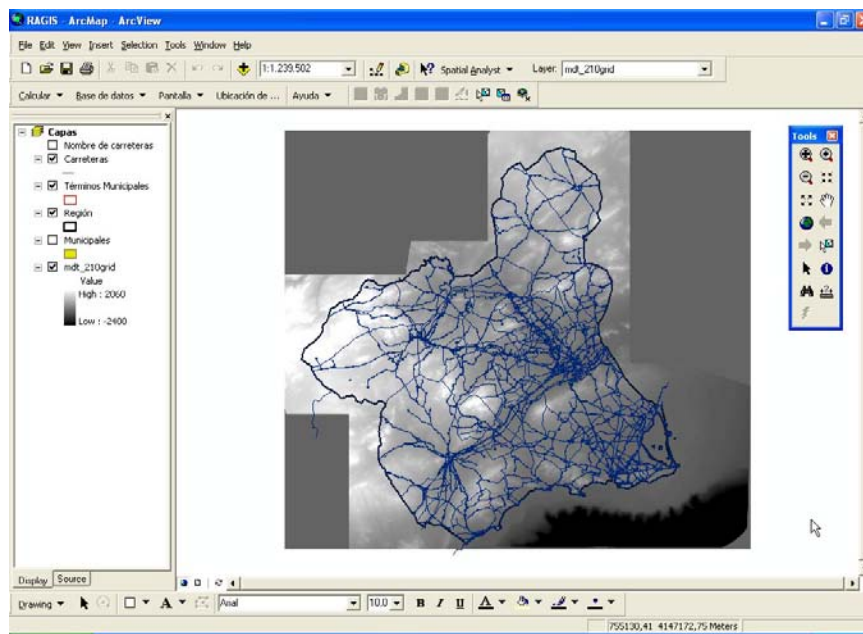 RAGIS - ArcMap - ArcView
File Edit View Insert Selection Tools Window Help
1:1.239.502 Spatial Analyst Layer: mdt_210grid
Calcular Base de datos Pantalla Ubicación de ... Ayuda
Capas
Nombre de carreteras
Carreteras
Términos Municipales
Región
Municipales
mdt_210grid
Value
High : 2060
Low : -2400
Tools
Display Source
Drawing A Arial 10,0 B I U A
755130,41 4147172,75 Meters